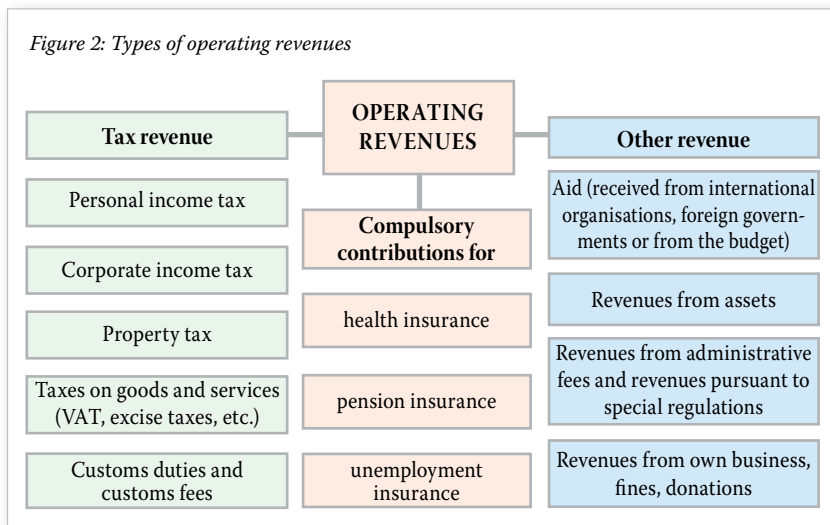 Figure 2: Types of operating revenues
OPERATING
REVENUES
Tax revenue
Personal income tax
Corporate income tax
Property tax
Taxes on goods and services
(VAT, excise taxes, etc.)
Customs duties and
customs fees
Compulsory
contributions for
health insurance
pension insurance
unemployment
insurance
Other revenue
Aid (received from international
organisations, foreign govern-
ments or from the budget)
Revenues from assets
Revenues from administrative
fees and revenues pursuant to
special regulations
Revenues from own business,
fines, donations